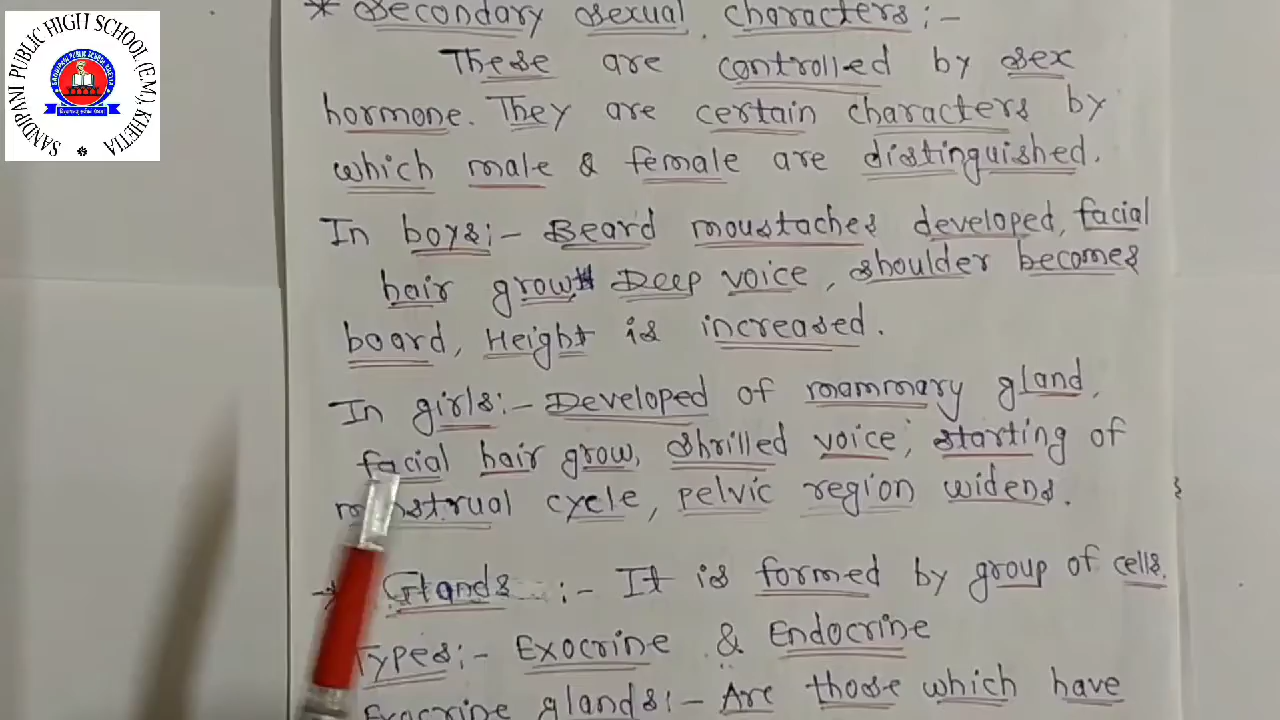 SANDIPANI PUBLIC HIGH SCHOOL (E.M.), KHETIA
* Secondary Sexual characters:-
These are controlled by sex
hormone. They are certain characters by
which male & female are distinguished.
In boys:- Beard moustaches developed, facial
hair grow Deep voice, shoulder becomes
board, Height is increased.
In girls:- Developed of mammary gland,
facial hair grow, shrilled voice, starting of
menstrual cycle, pelvic region widens.
* Glands :- It is formed by group of cells.
Types:- Exocrine & Endocrine
Exocrine glands:- Are those which have